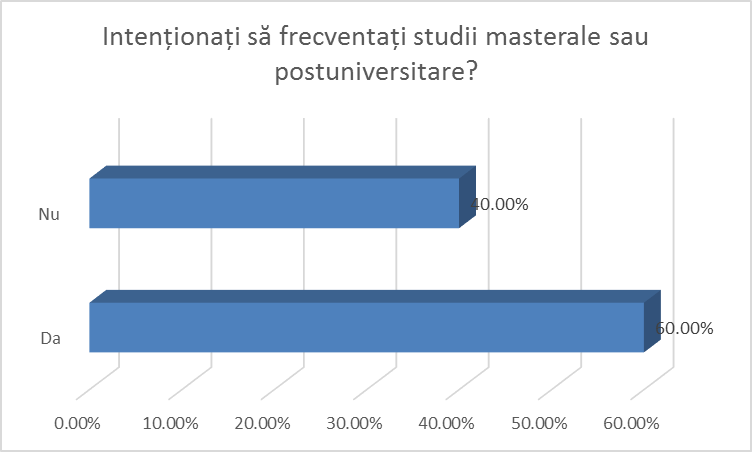 Intenționați să frecventați studii masterale sau
postuniversitare?
Nu
40.00%
Da
60.00%
0.00% 10.00% 20.00% 30.00% 40.00% 50.00% 60.00%